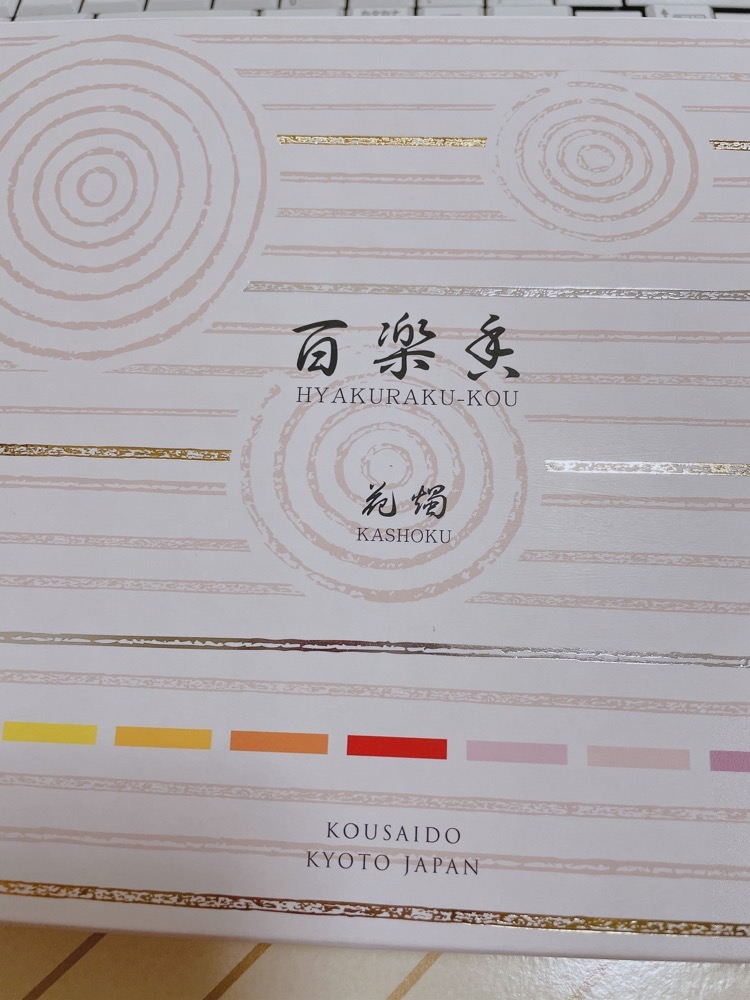 百楽香
HYAKURAKU-KOU
花燭
KASHOKU
KOUSAIDO
KYOTO JAPAN